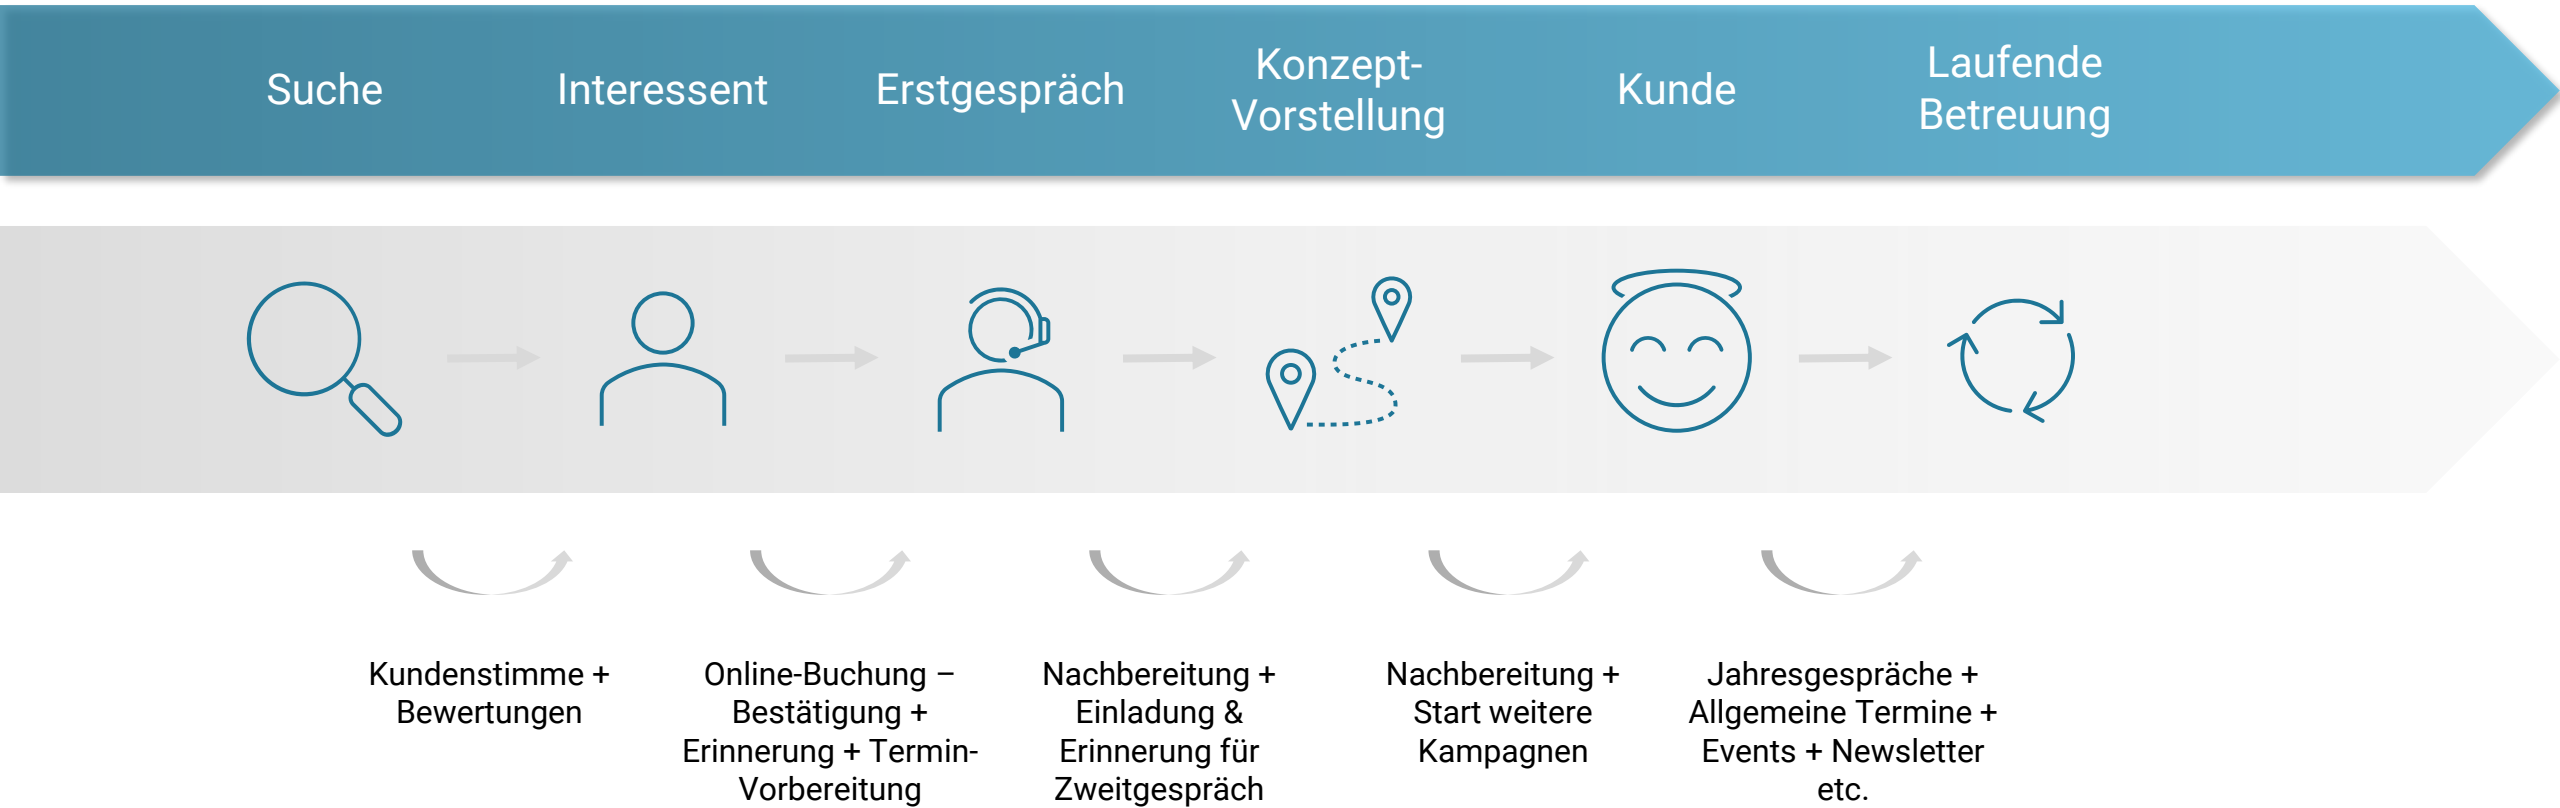 Suche
Interessent
Erstgespräch
Konzept-
Vorstellung
Kunde
Laufende
Betreuung
Kundenstimme +
Bewertungen
Online-Buchung –
Bestätigung +
Erinnerung + Termin-
Vorbereitung
Nachbereitung +
Einladung &
Erinnerung für
Zweitgespräch
Nachbereitung +
Start weitere
Kampagnen
Jahresgespräche +
Allgemeine Termine +
Events + Newsletter
etc.